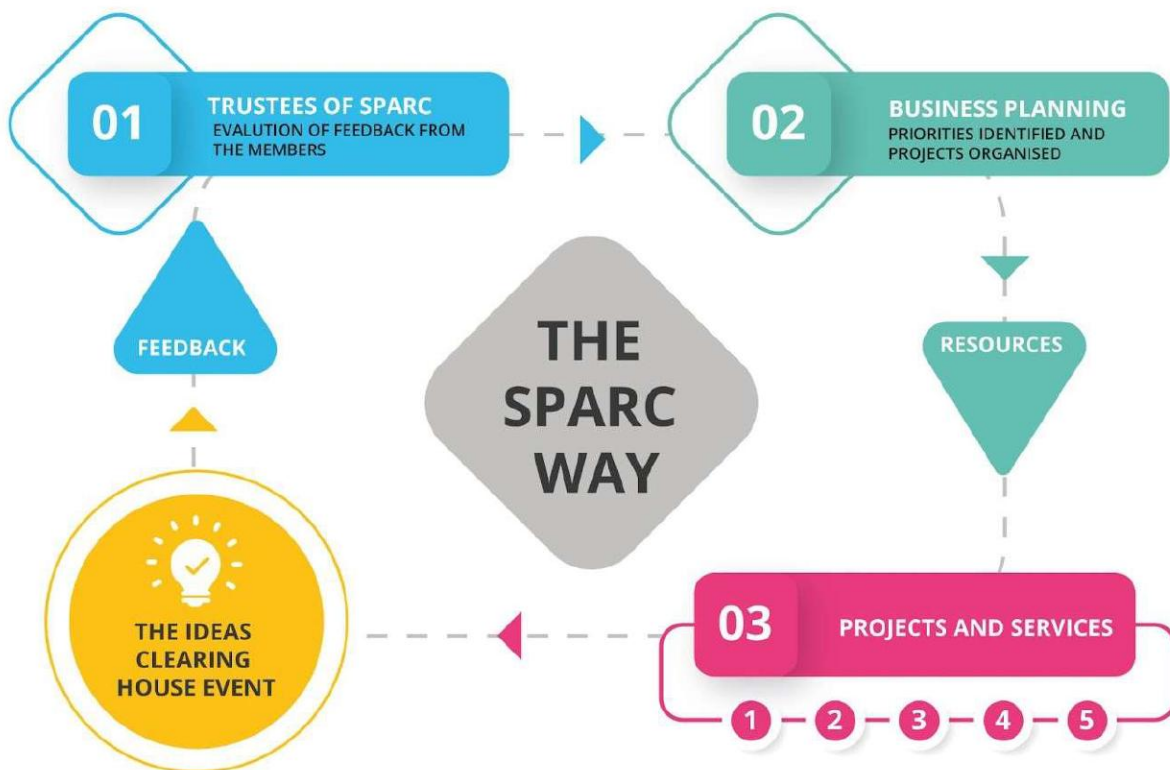 01
TRUSTEES OF SPARC
EVALUTION OF FEEDBACK FROM
THE MEMBERS
02
BUSINESS PLANNING
PRIORITIES IDENTIFIED AND
PROJECTS ORGANISED
FEEDBACK
THE
SPARC
WAY
RESOURCES
THE IDEAS
CLEARING
HOUSE EVENT
03
PROJECTS AND SERVICES
1 2 3 4 5